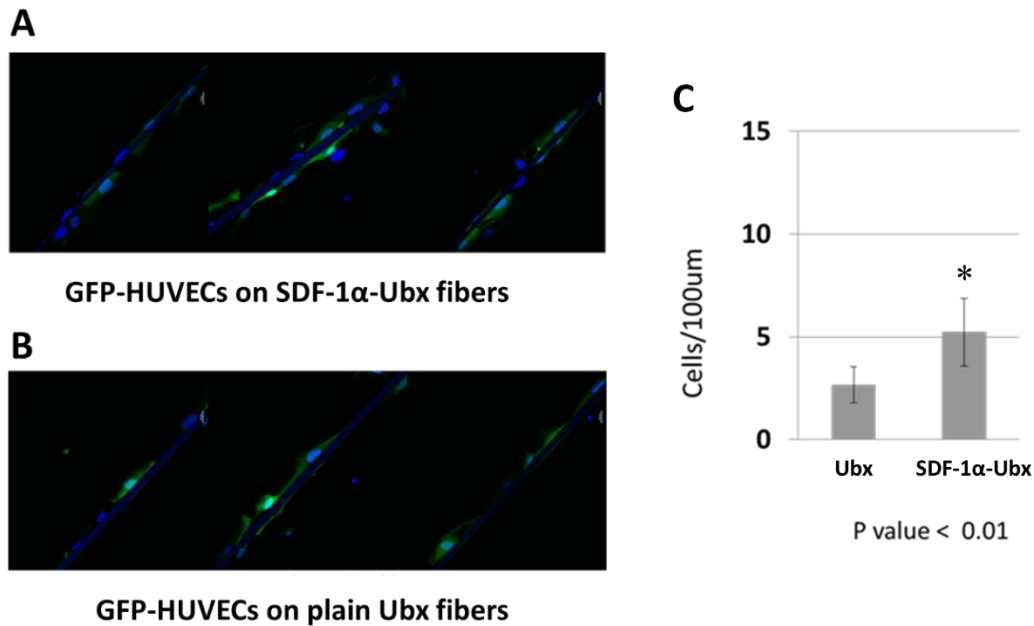 A
GFP-HUVECs on SDF-1α-Ubx fibers
B
GFP-HUVECs on plain Ubx fibers
C
Cells/100um
15
10
5
0
*
Ubx SDF-1α-Ubx
P value < 0.01